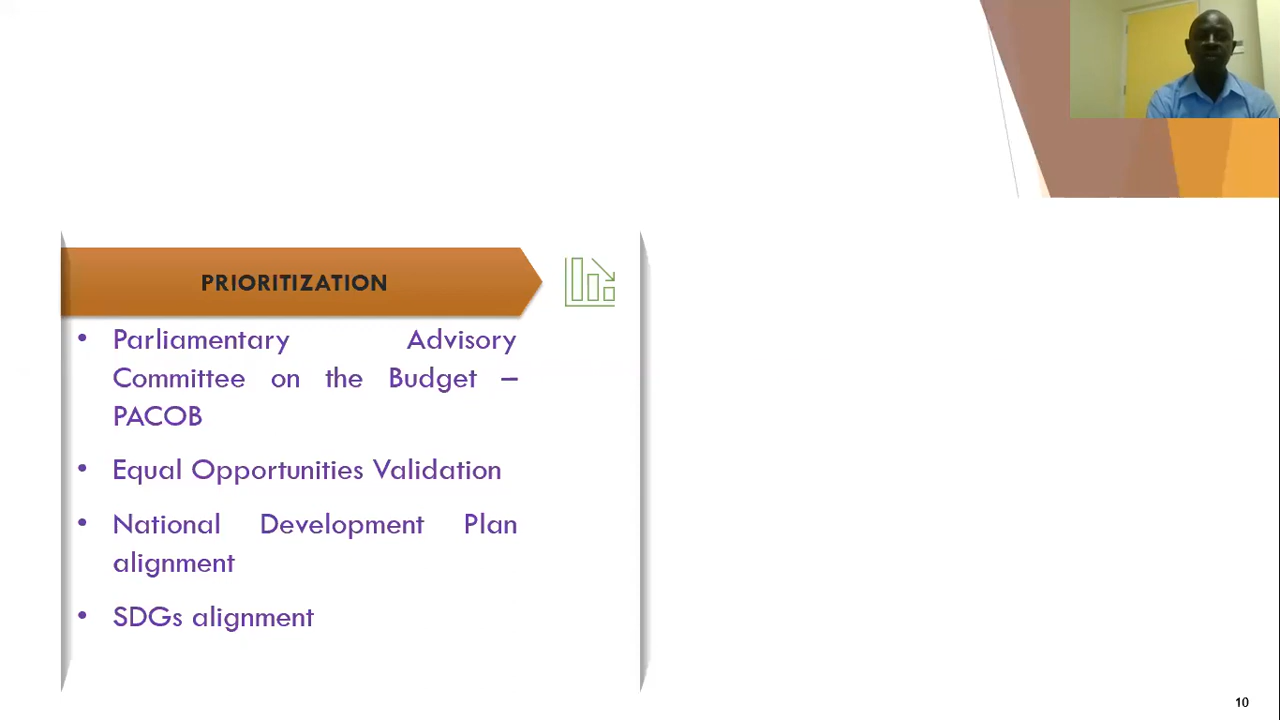 PRIORITIZATION
• Parliamentary Advisory
Committee on the Budget –
PACOB
• Equal Opportunities Validation
• National Development Plan
alignment
• SDGs alignment
10